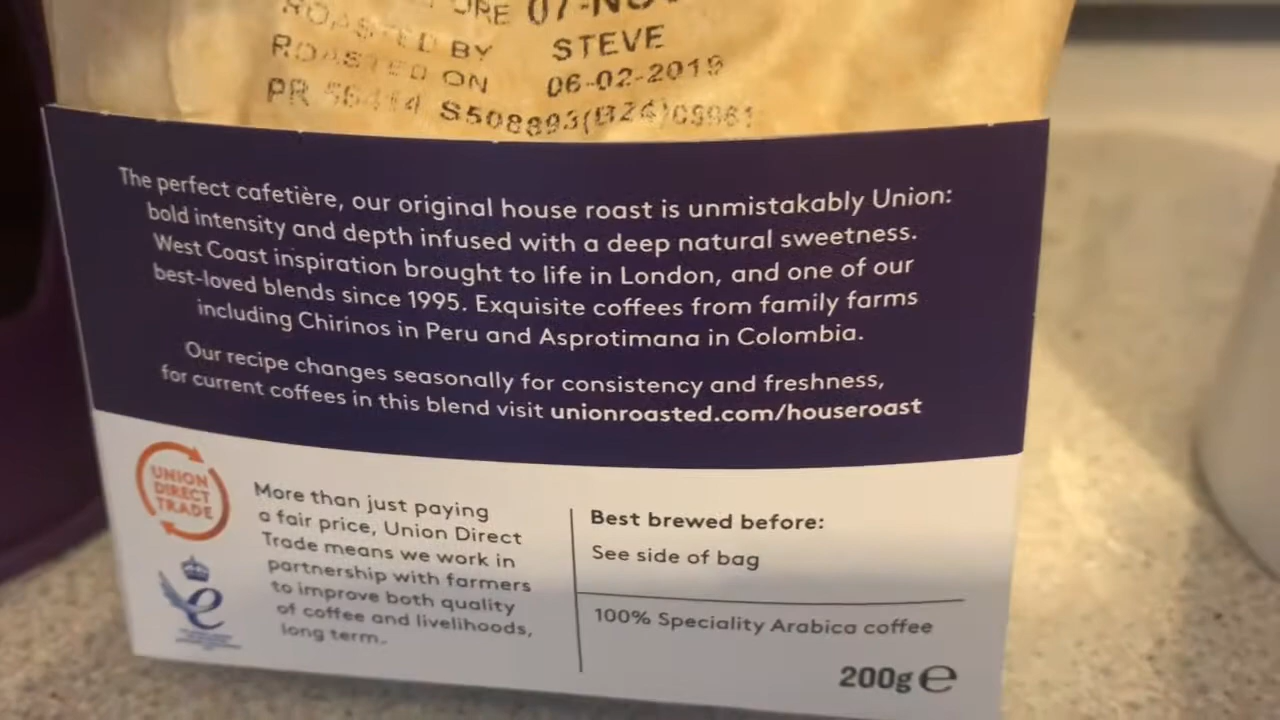 07-NO
ROASTED BY STEVE
ROASTED ON 06-02-2019
The perfect cafetière, our original house roast is unmistakably Union:
bold intensity and depth infused with a deep natural sweetness.
West Coast inspiration brought to life in London, and one of our
best-loved blends since 1995. Exquisite coffees from family farms
including Chirinos in Peru and Asprotimana in Colombia.
Our recipe changes seasonally for consistency and freshness,
for current coffees in this blend visit unionroasted.com/houseroast
UNION
DIRECT
TRADE
More than just paying
a fair price, Union Direct
Trade means we work in
partnership with farmers
to improve both quality
of coffee and livelihoods,
long term.
Best brewed before:
See side of bag
100% Speciality Arabica coffee
200g e